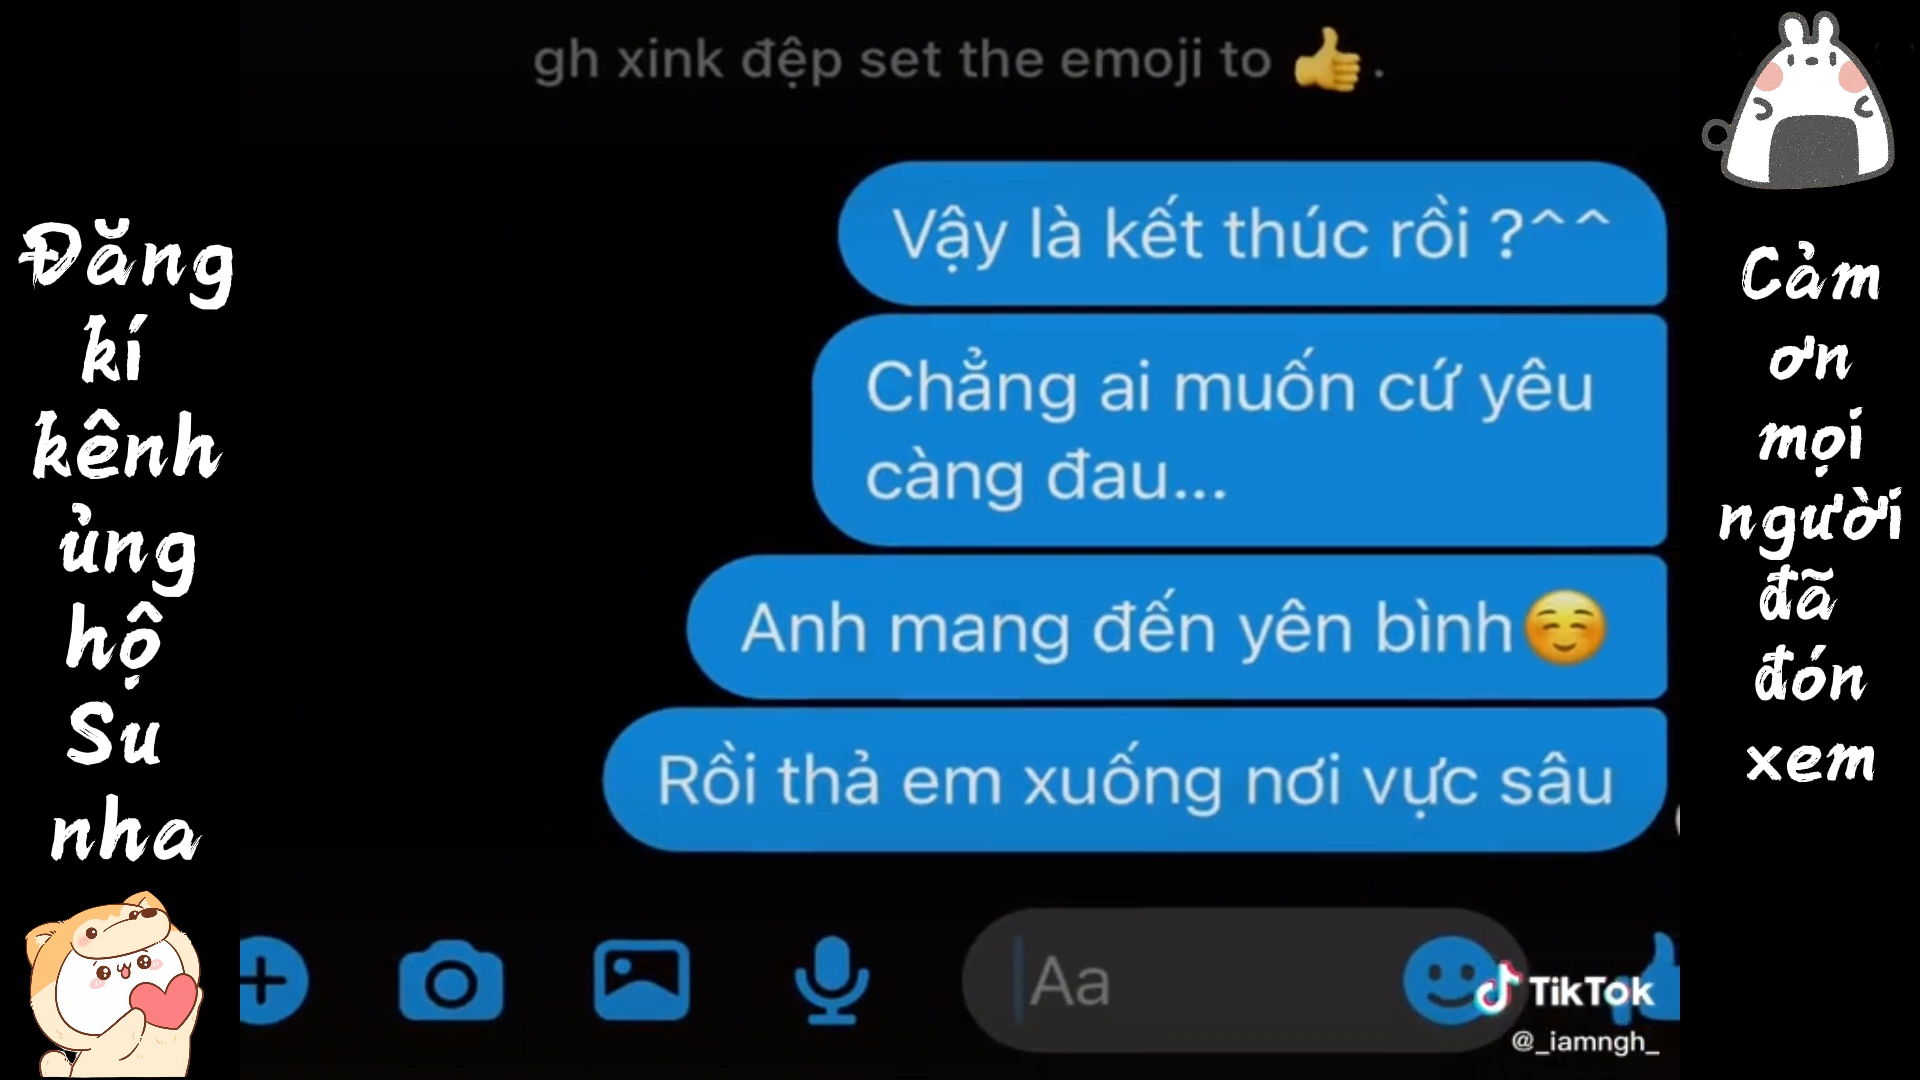 gh xink đệp set the emoji to 👍.
Vậy là kết thúc rồi ?^^
Chẳng ai muốn cứ yêu
càng đau...
Anh mang đến yên bình☺️
Rồi thả em xuống nơi vực sâu
Aa
TikTok
@_iamngh_
Đăng
kí
kênh
ủng
hộ
Su
nha
Cảm
ơn
mọi
người
đã
đón
xem